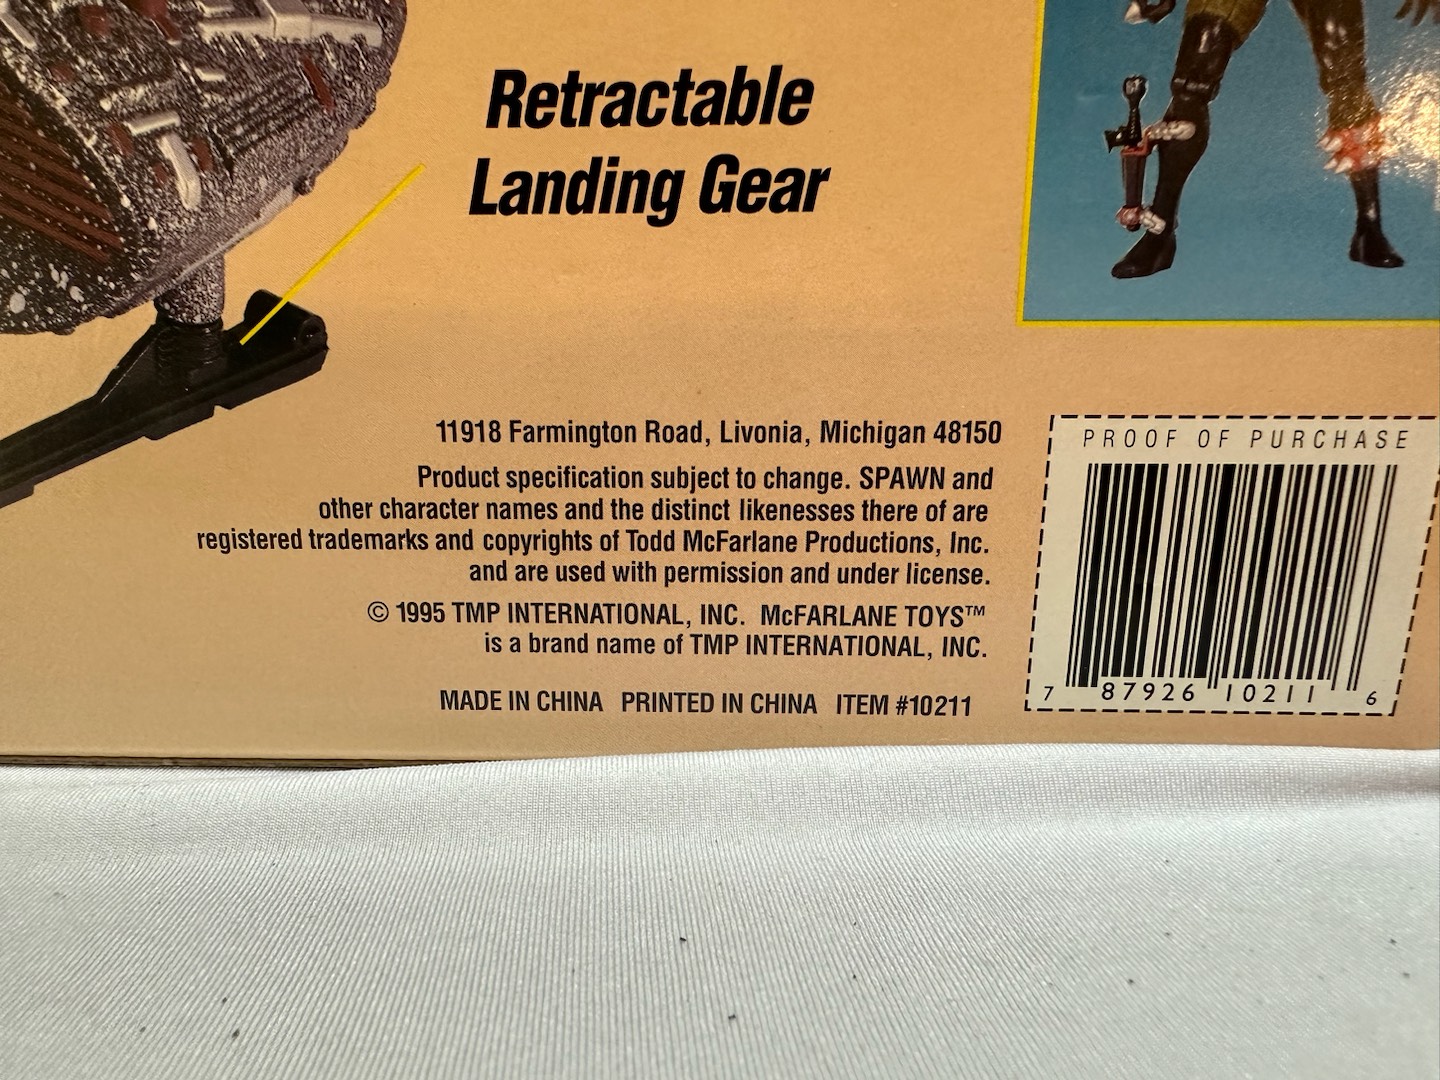 Retractable
Landing Gear
11918 Farmington Road, Livonia, Michigan 48150
Product specification subject to change. SPAWN and
other character names and the distinct likenesses there of are
registered trademarks and copyrights of Todd McFarlane Productions, Inc.
and are used with permission and under license.
© 1995 TMP INTERNATIONAL, INC. McFARLANE TOYS™
is a brand name of TMP INTERNATIONAL, INC.
MADE IN CHINA PRINTED IN CHINA ITEM #10211
PROOF OF PURCHASE
7 87926 10211 6